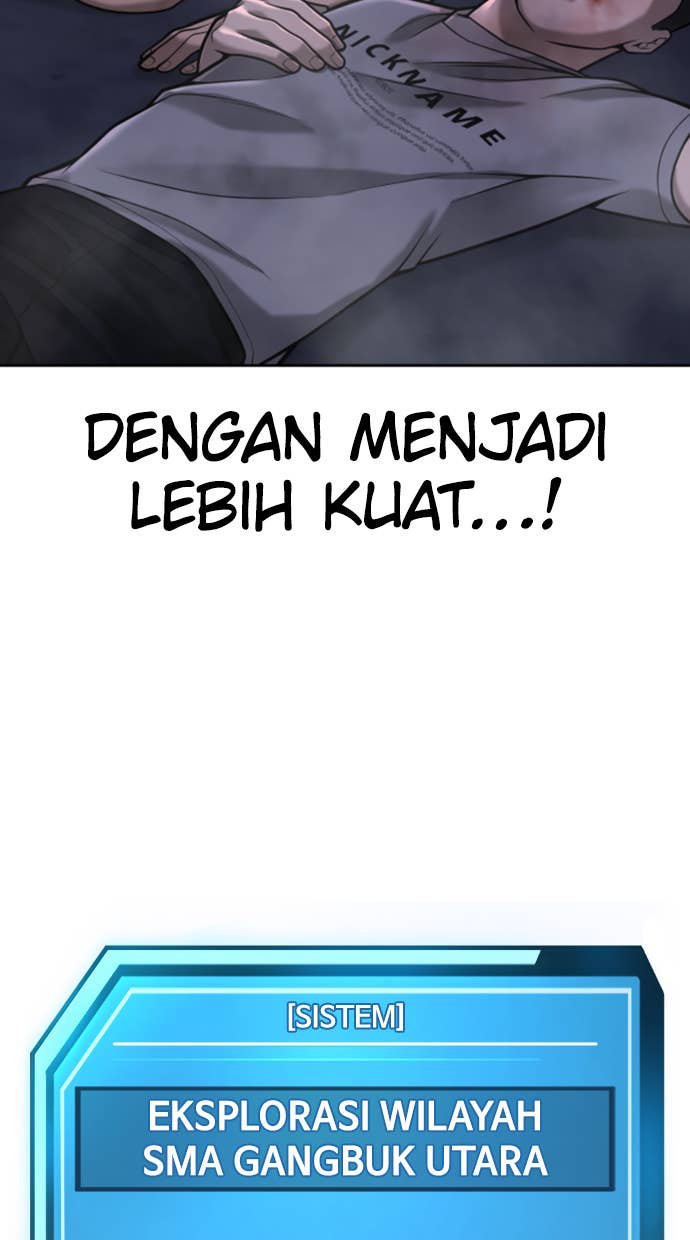 NICKNAME
DENGAN MENJADI
LEBIH KUAT...!
[SISTEM]
EKSPLORASI WILAYAH
SMA GANGBUK UTARA